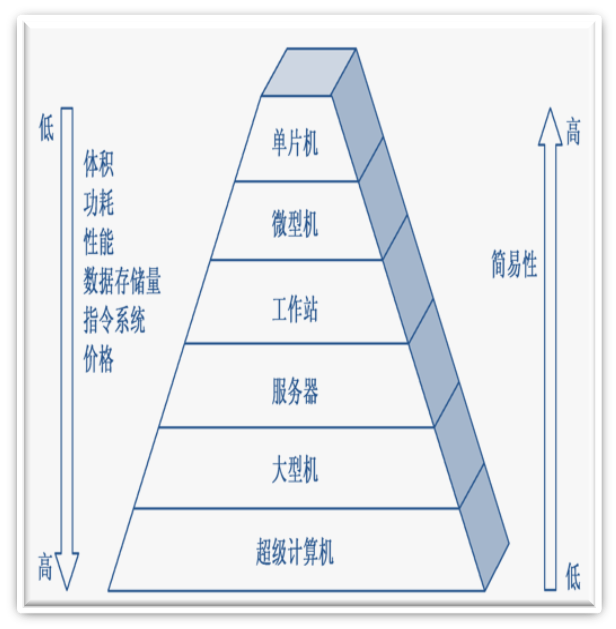 低
体积
功耗
性能
数据存储量
指令系统
价格
高
单片机
微型机
工作站
服务器
大型机
超级计算机
高
简易性
低